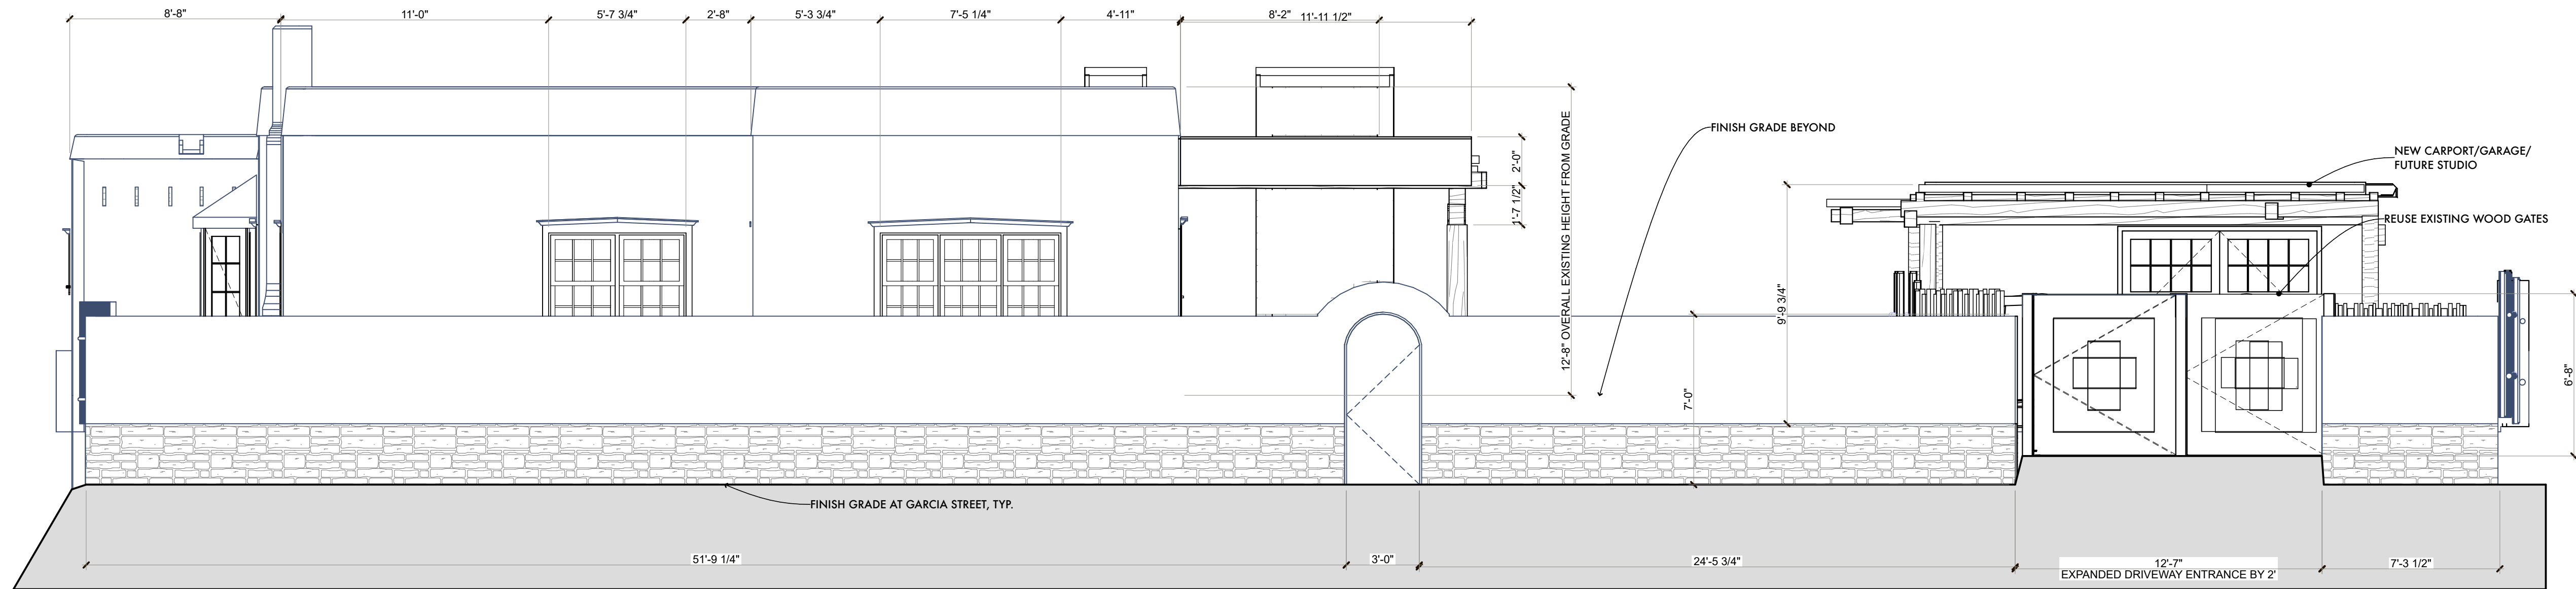 8'-8"
11'-0"
5'-7 3/4"
2'-8"
5'-3 3/4"
7'-5 1/4"
4'-11"
8'-2"
11'-11 1/2"
2'-0"
1'-7 1/2"
12'-8" OVERALL EXISTING HEIGHT FROM GRADE
FINISH GRADE BEYOND
NEW CARPORT/GARAGE/
FUTURE STUDIO
REUSE EXISTING WOOD GATES
9'-9 3/4"
7'-0"
6'-8"
FINISH GRADE AT GARCIA STREET, TYP.
51'-9 1/4"
3'-0"
24'-5 3/4"
12'-7"
EXPANDED DRIVEWAY ENTRANCE BY 2'
7'-3 1/2"